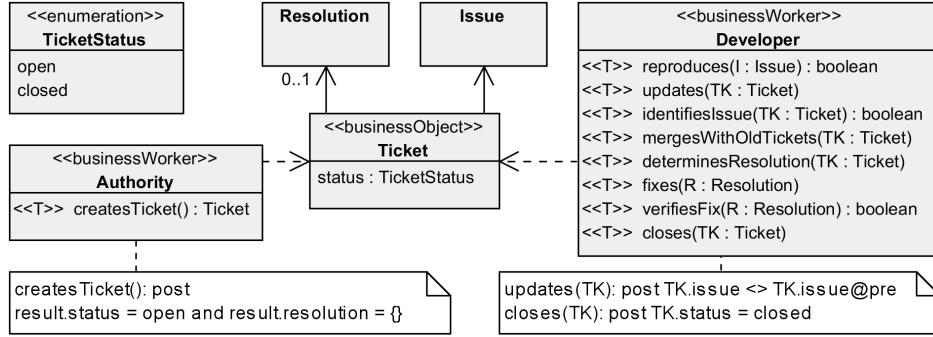 <<enumeration>>
TicketStatus
open
closed
Resolution
0..1
Issue
<<businessObject>>
Ticket
status : TicketStatus
<<businessWorker>>
Developer
<<T>> reproduces(I : Issue) : boolean
<<T>> updates(TK : Ticket)
<<T>> identifiesIssue(TK : Ticket) : boolean
<<T>> mergesWithOldTickets(TK : Ticket)
<<T>> determinesResolution(TK : Ticket)
<<T>> fixes(R : Resolution)
<<T>> verifiesFix(R : Resolution) : boolean
<<T>> closes(TK : Ticket)
<<businessWorker>>
Authority
<<T>> createsTicket() : Ticket
createsTicket(): post
result.status = open and result.resolution = {}
updates(TK): post TK.issue <> TK.issue@pre
closes(TK): post TK.status = closed